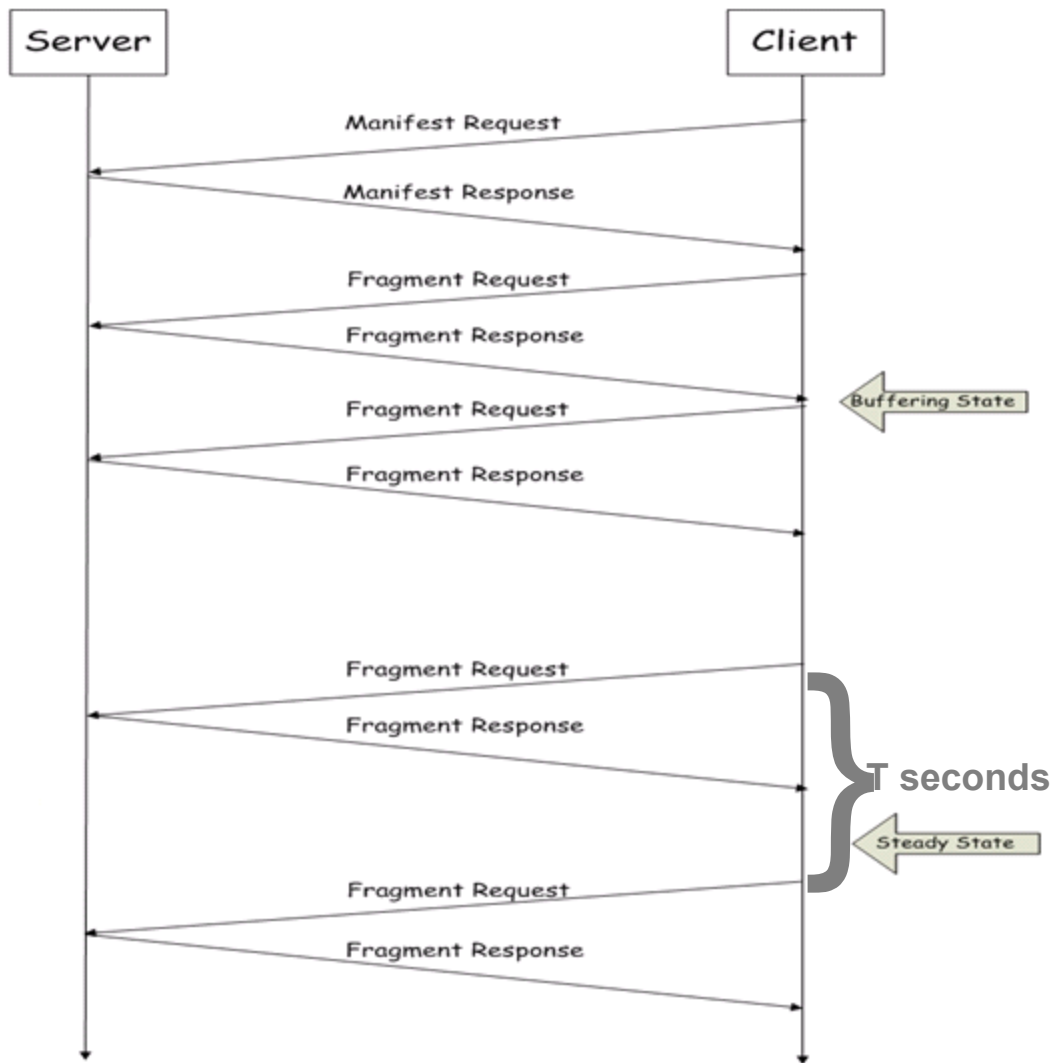 Server
Client
Manifest Request
Manifest Response
Fragment Request
Fragment Response
Buffering State
Fragment Request
Fragment Response
Fragment Request
Fragment Response
T seconds
Steady State
Fragment Request
Fragment Response